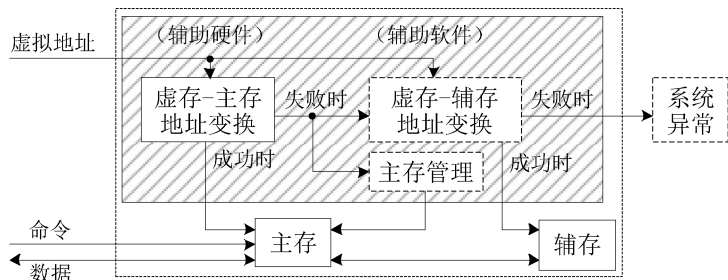 （辅助硬件）
（辅助软件）
虚拟地址
虚存-主存
地址变换
失败时
虚存-辅存
地址变换
失败时
系统
异常
成功时
主存管理
成功时
命令
主存
辅存
数据